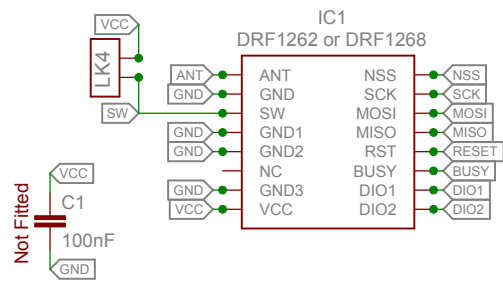 VCC
IC1
DRF1262 or DRF1268
LK4
ANT ANT NSS NSS
GND GND SCK SCK
SW SW MOSI MOSI
GND GND1 MISO MISO
GND GND2 RST RESET
NC BUSY BUSY
GND GND3 DIO1 DIO1
VCC VCC DIO2 DIO2
VCC
C1
Not Fitted
100nF
GND